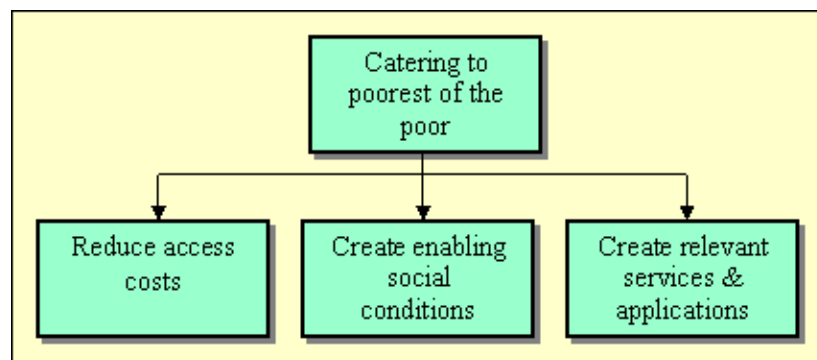 Catering to
poorest of the
poor
Reduce access
costs
Create enabling
social
conditions
Create relevant
services &
applications